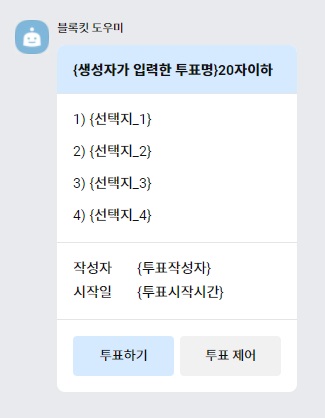 블록킷 도우미
{생성자가 입력한 투표명}20자이하
1) {선택지_1}
2) {선택지_2}
3) {선택지_3}
4) {선택지_4}
작성자 {투표작성자}
시작일 {투표시작시간}
투표하기 투표 제어